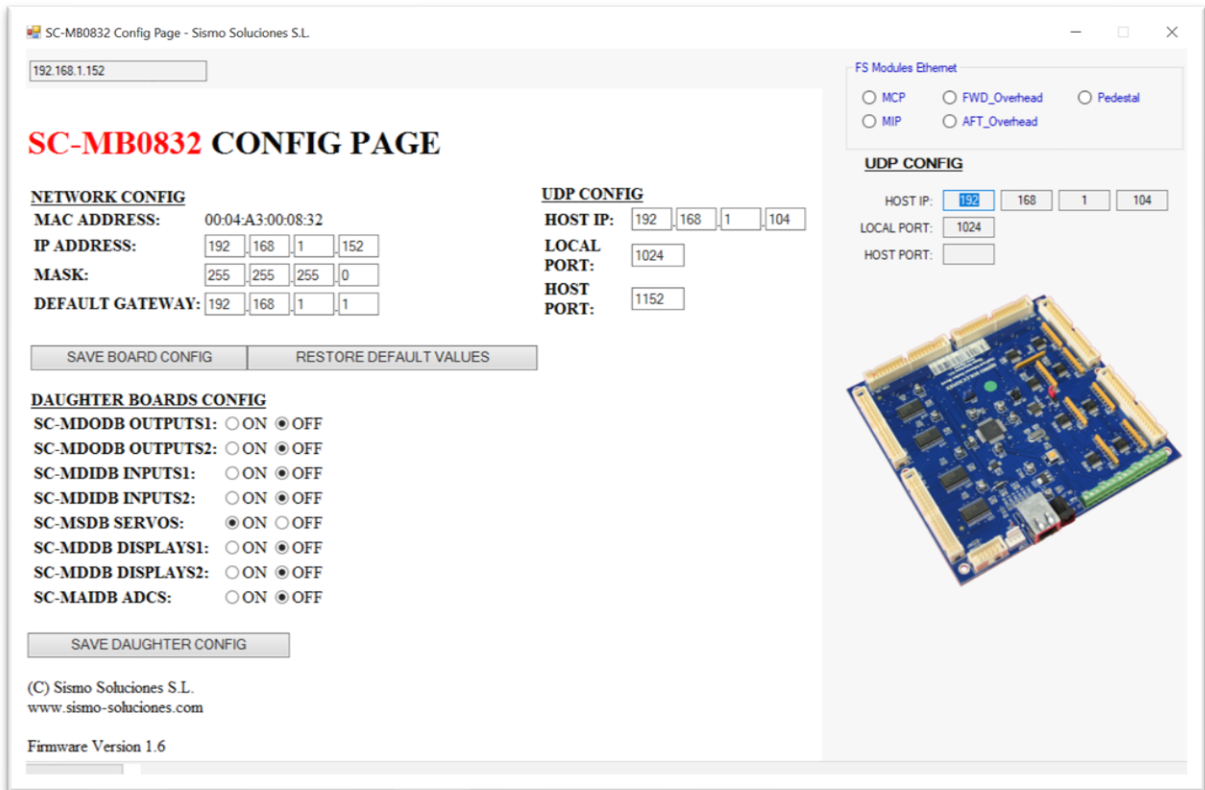 SC-MB0832 Config Page - Sismo Soluciones S.L.
192.168.1.152
SC-MB0832 CONFIG PAGE
NETWORK CONFIG
MAC ADDRESS: 00:04:A3:00:08:32
IP ADDRESS: 192 .168 .1 .152
MASK: 255 .255 .255 .0
DEFAULT GATEWAY: 192 .168 .1 .1
UDP CONFIG
HOST IP: 192 .168 .1 .104
LOCAL
PORT: 1024
HOST
PORT: 1152
SAVE BOARD CONFIG RESTORE DEFAULT VALUES
DAUGHTER BOARDS CONFIG
SC-MDODB OUTPUTS1: ON OFF
SC-MDODB OUTPUTS2: ON OFF
SC-MDIDB INPUTS1: ON OFF
SC-MDIDB INPUTS2: ON OFF
SC-MSDB SERVOS: ON OFF
SC-MDDB DISPLAYS1: ON OFF
SC-MDDB DISPLAYS2: ON OFF
SC-MAIDB ADCS: ON OFF
SAVE DAUGHTER CONFIG
(C) Sismo Soluciones S.L.
www.sismo-soluciones.com
Firmware Version 1.6
FS Modules Ethernet
MCP FWD_Overhead Pedestal
MIP AFT_Overhead
UDP CONFIG
HOST IP: 192 168 1 104
LOCAL PORT: 1024
HOST PORT: